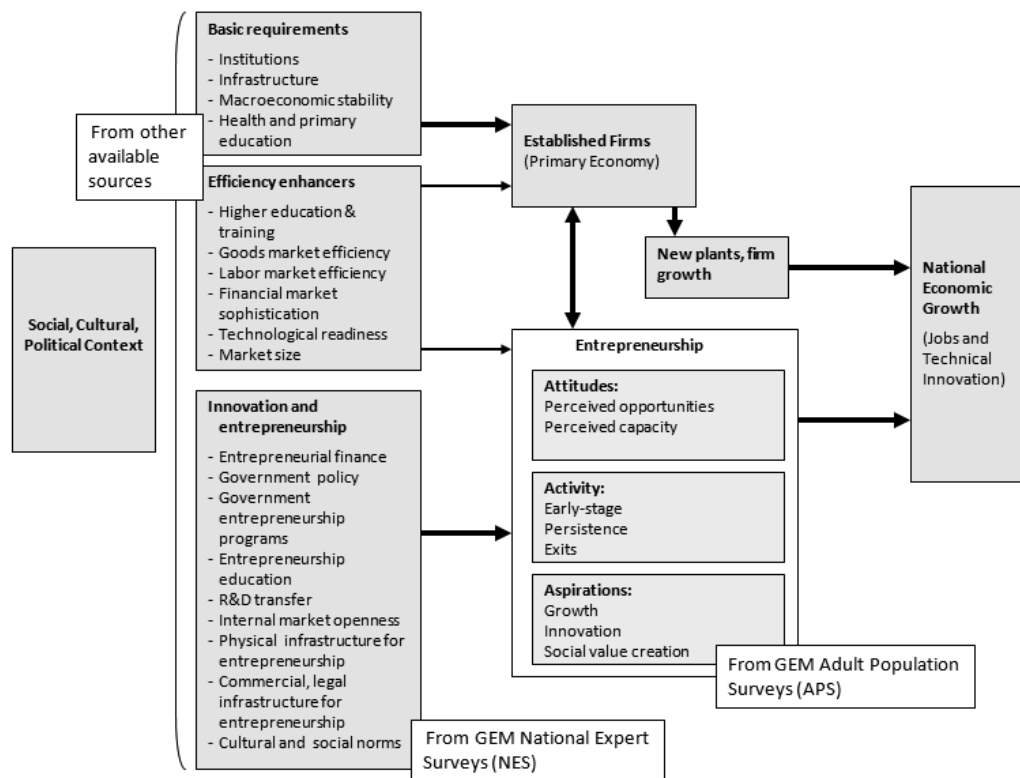 Basic requirements
- Institutions
- Infrastructure
- Macroeconomic stability
- Health and primary
education
From other
available
sources
Efficiency enhancers
- Higher education &
training
- Goods market efficiency
- Labor market efficiency
- Financial market
sophistication
- Technological readiness
- Market size
Social, Cultural,
Political Context
Innovation and
entrepreneurship
- Entrepreneurial finance
- Government policy
- Government
entrepreneurship
programs
- Entrepreneurship
education
- R&D transfer
- Internal market openness
- Physical infrastructure for
entrepreneurship
- Commercial, legal
infrastructure for
entrepreneurship
- Cultural and social norms
From GEM National Expert
Surveys (NES)
Established Firms
(Primary Economy)
New plants, firm
growth
Entrepreneurship
Attitudes:
Perceived opportunities
Perceived capacity
Activity:
Early-stage
Persistence
Exits
Aspirations:
Growth
Innovation
Social value creation
From GEM Adult Population
Surveys (APS)
National
Economic
Growth
(Jobs and
Technical
Innovation)